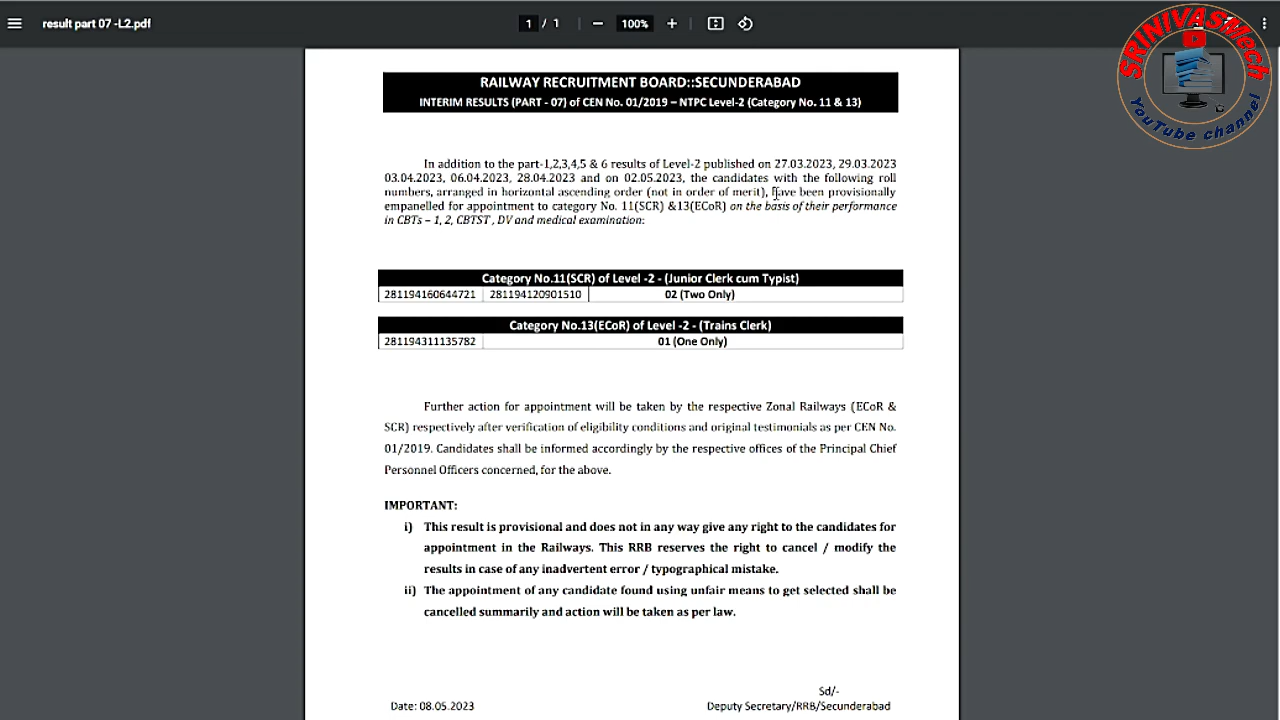 result part 07 -L2.pdf
1 / 1
100%
SRINIVASMech
YouTube channel
RAILWAY RECRUITMENT BOARD::SECUNDERABAD
INTERIM RESULTS (PART - 07) of CEN No. 01/2019 – NTPC Level-2 (Category No. 11 & 13)
In addition to the part-1,2,3,4,5 & 6 results of Level-2 published on 27.03.2023, 29.03.2023
03.04.2023, 06.04.2023, 28.04.2023 and on 02.05.2023, the candidates with the following roll
numbers, arranged in horizontal ascending order (not in order of merit), have been provisionally
empanelled for appointment to category No. 11(SCR) &13(ECoR) on the basis of their performance
in CBTs – 1, 2, CBTST , DV and medical examination:
Category No.11(SCR) of Level -2 - (Junior Clerk cum Typist)
281194160644721 281194120901510 02 (Two Only)
Category No.13(ECoR) of Level -2 - (Trains Clerk)
281194311135782 01 (One Only)
Further action for appointment will be taken by the respective Zonal Railways (ECoR &
SCR) respectively after verification of eligibility conditions and original testimonials as per CEN No.
01/2019. Candidates shall be informed accordingly by the respective offices of the Principal Chief
Personnel Officers concerned, for the above.
IMPORTANT:
i) This result is provisional and does not in any way give any right to the candidates for
appointment in the Railways. This RRB reserves the right to cancel / modify the
results in case of any inadvertent error / typographical mistake.
ii) The appointment of any candidate found using unfair means to get selected shall be
cancelled summarily and action will be taken as per law.
Sd/-
Date: 08.05.2023 Deputy Secretary/RRB/Secunderabad